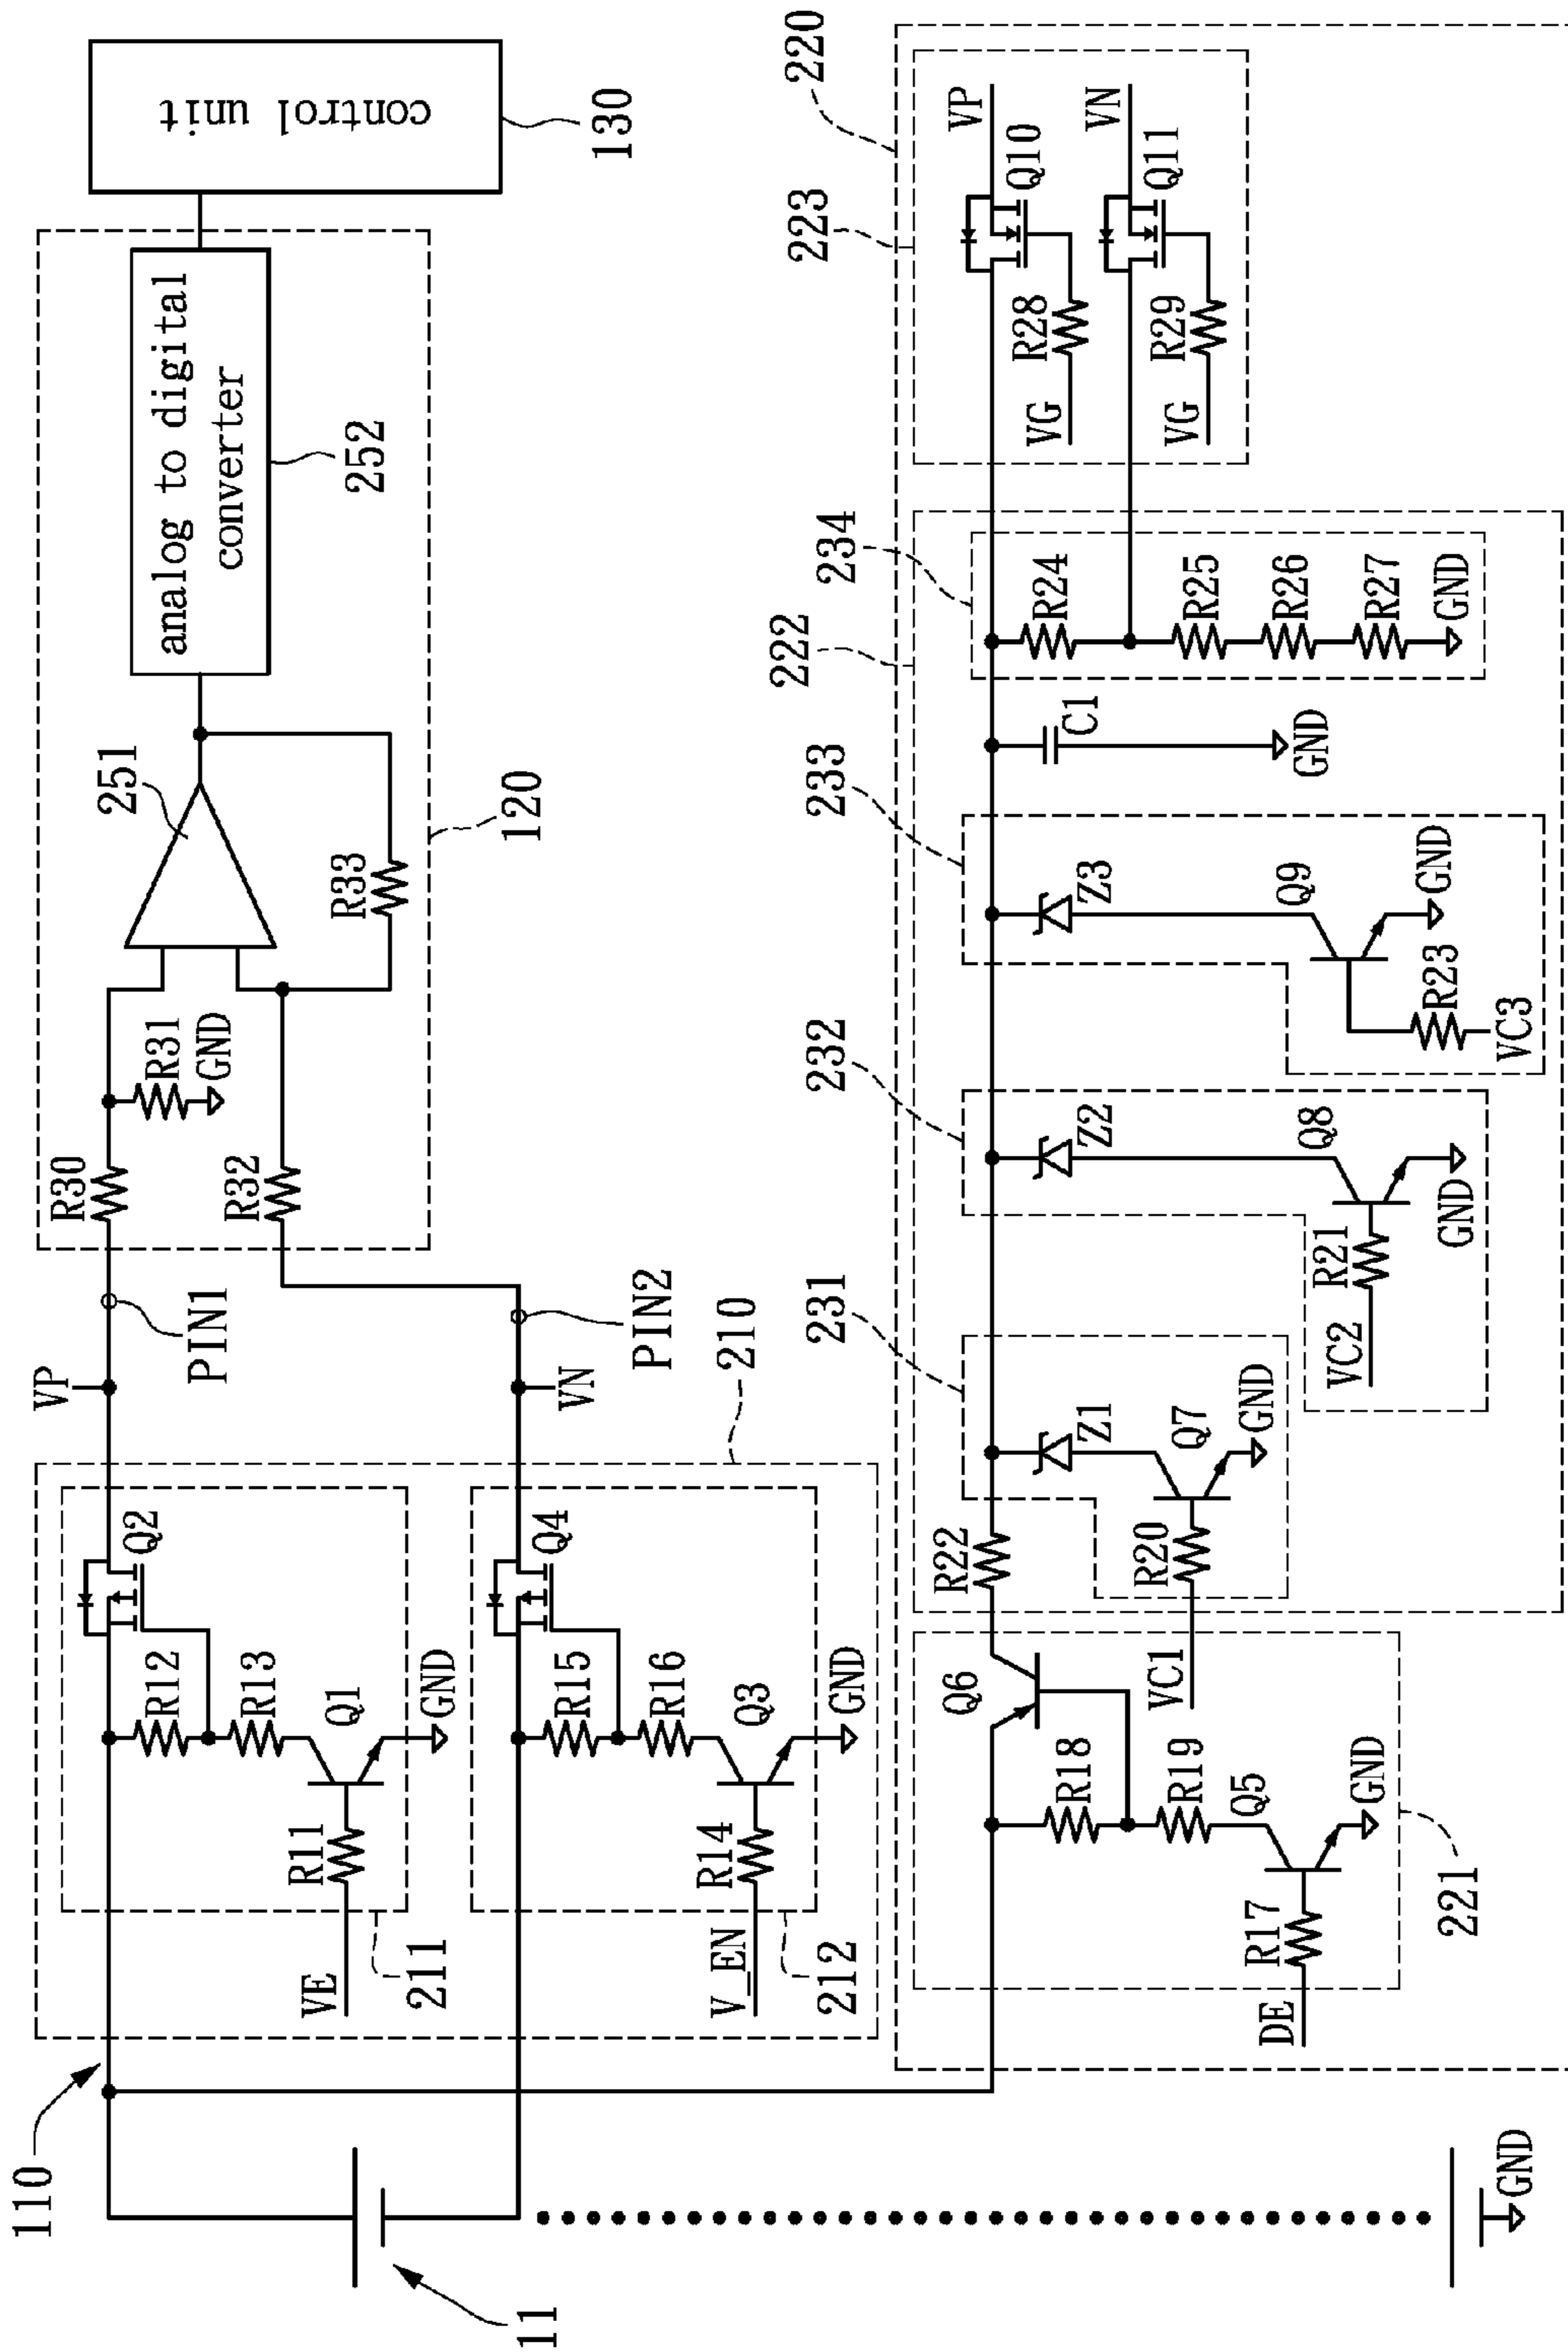 110
11
GND
VE
211
R11
R12
R13
Q1
GND
Q2
V_EN
212
R14
R15
R16
Q3
GND
Q4
210
VP
VN
PIN1
PIN2
R30
R31
GND
R32
R33
251
120
analog to digital
converter
252
control unit
130
DE
R17
R18
R19
Q5
GND
Q6
221
R22
VC1
R20
Q7
GND
Z1
231
VC2
R21
Q8
GND
Z2
232
VC3
R23
Q9
GND
Z3
233
C1
GND
222
234
R24
R25
R26
R27
GND
VG
R28
Q10
VP
VG
R29
Q11
VN
223
220